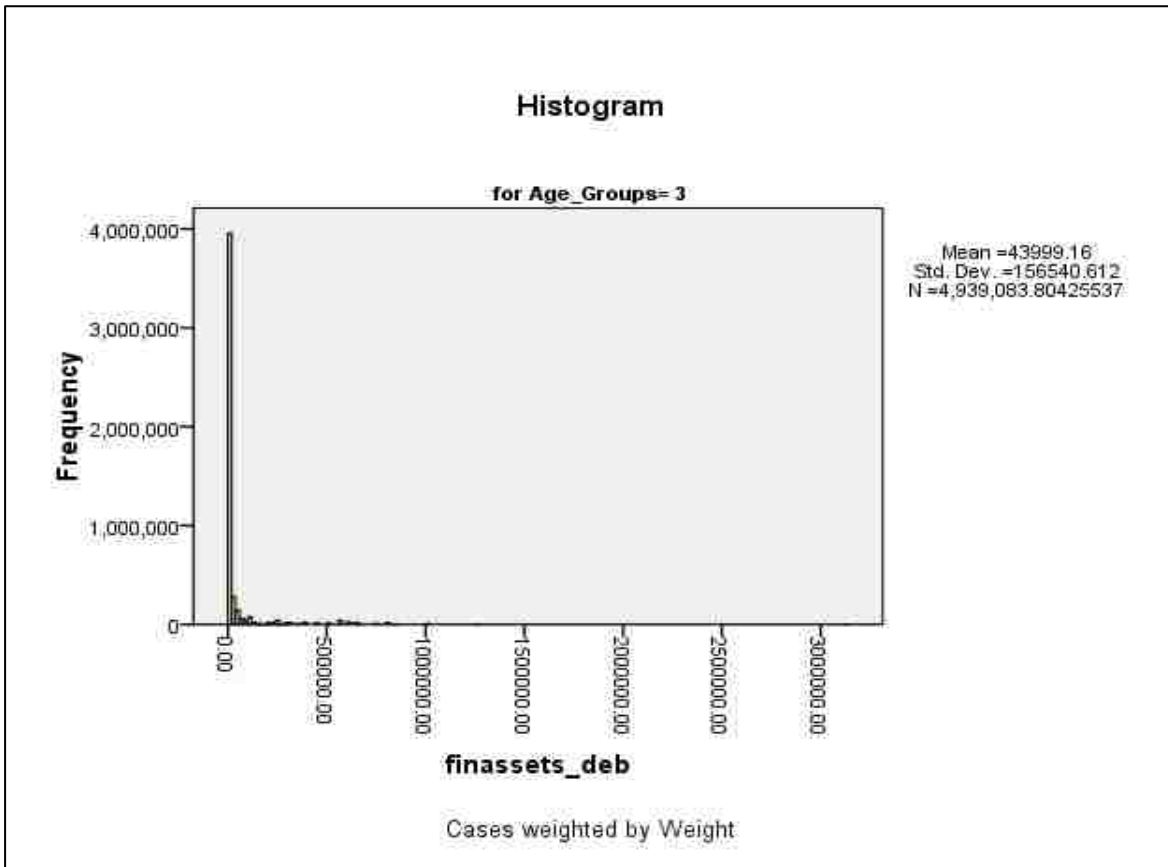 Histogram
for Age_Groups= 3
Mean =43999.16
Std. Dev. =156540.612
N =4,939,083.80425537
Frequency
4,000,000
3,000,000
2,000,000
1,000,000
0
0.00
500000.00
1000000.00
1500000.00
2000000.00
2500000.00
3000000.00
finassets_deb
Cases weighted by Weight